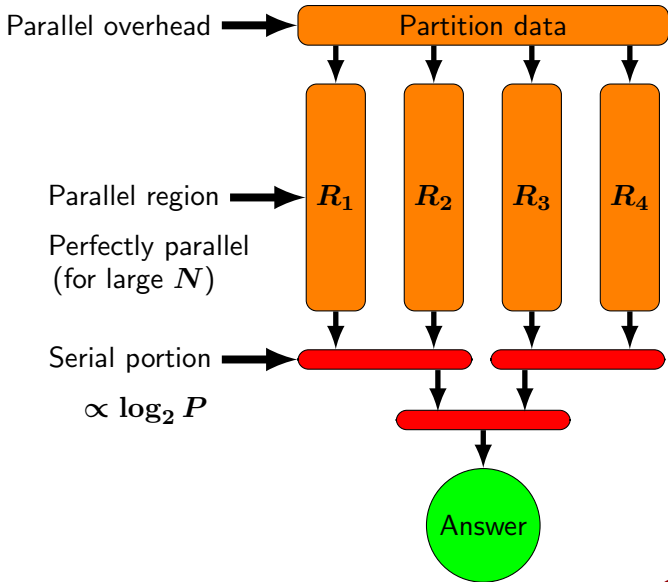 Parallel overhead
Partition data
Parallel region
R₁
R₂
R₃
R₄
Perfectly parallel
(for large N)
Serial portion
∝ log₂ P
Answer